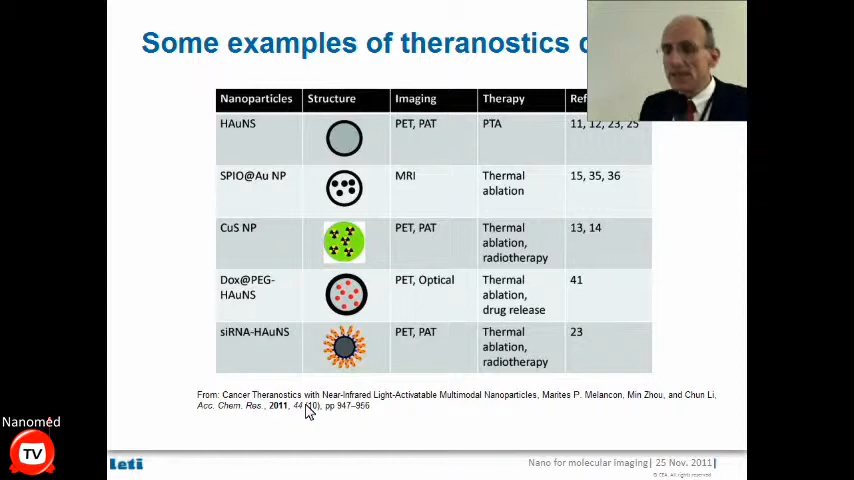 Some examples of theranostics
Nanoparticles Structure Imaging Therapy
HAuNS PET, PAT PTA 11, 12, 23, 25
SPIO@Au NP MRI Thermal 15, 35, 36
ablation
CuS NP PET, PAT Thermal 13, 14
ablation,
radiotherapy
Dox@PEG- PET, Optical Thermal 41
HAuNS ablation,
drug release
siRNA-HAuNS PET, PAT Thermal 23
ablation,
radiotherapy
From: Cancer Theranostics with Near-Infrared Light-Activatable Multimodal Nanoparticles, Marites P. Melancon, Min Zhou, and Chun Li,
Acc. Chem. Res., 2011, 44 (10), pp 947–956
Nanomed
TV
leti
Nano for molecular imaging| 25 Nov. 2011|
© CEA. All rights reserved